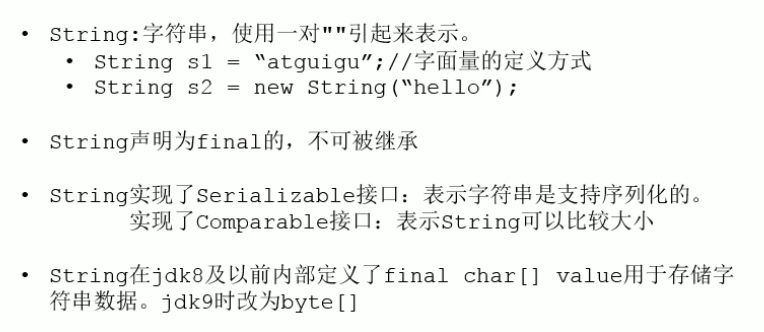 • String:字符串，使用一对""引起来表示。
• String s1 = “atguigu”;//字面量的定义方式
• String s2 = new String(“hello”);
• String声明为final的，不可被继承
• String实现了Serializable接口：表示字符串是支持序列化的。
实现了Comparable接口：表示String可以比较大小
• String在jdk8及以前内部定义了final char[] value用于存储字
符串数据。jdk9时改为byte[]